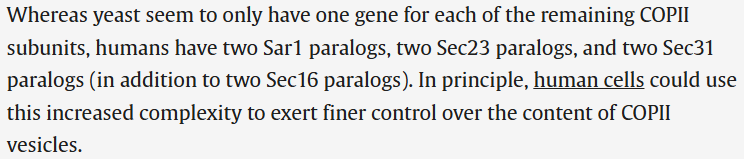 Whereas yeast seem to only have one gene for each of the remaining COPII
subunits, humans have two Sar1 paralogs, two Sec23 paralogs, and two Sec31
paralogs (in addition to two Sec16 paralogs). In principle, human cells could use
this increased complexity to exert finer control over the content of COPII
vesicles.